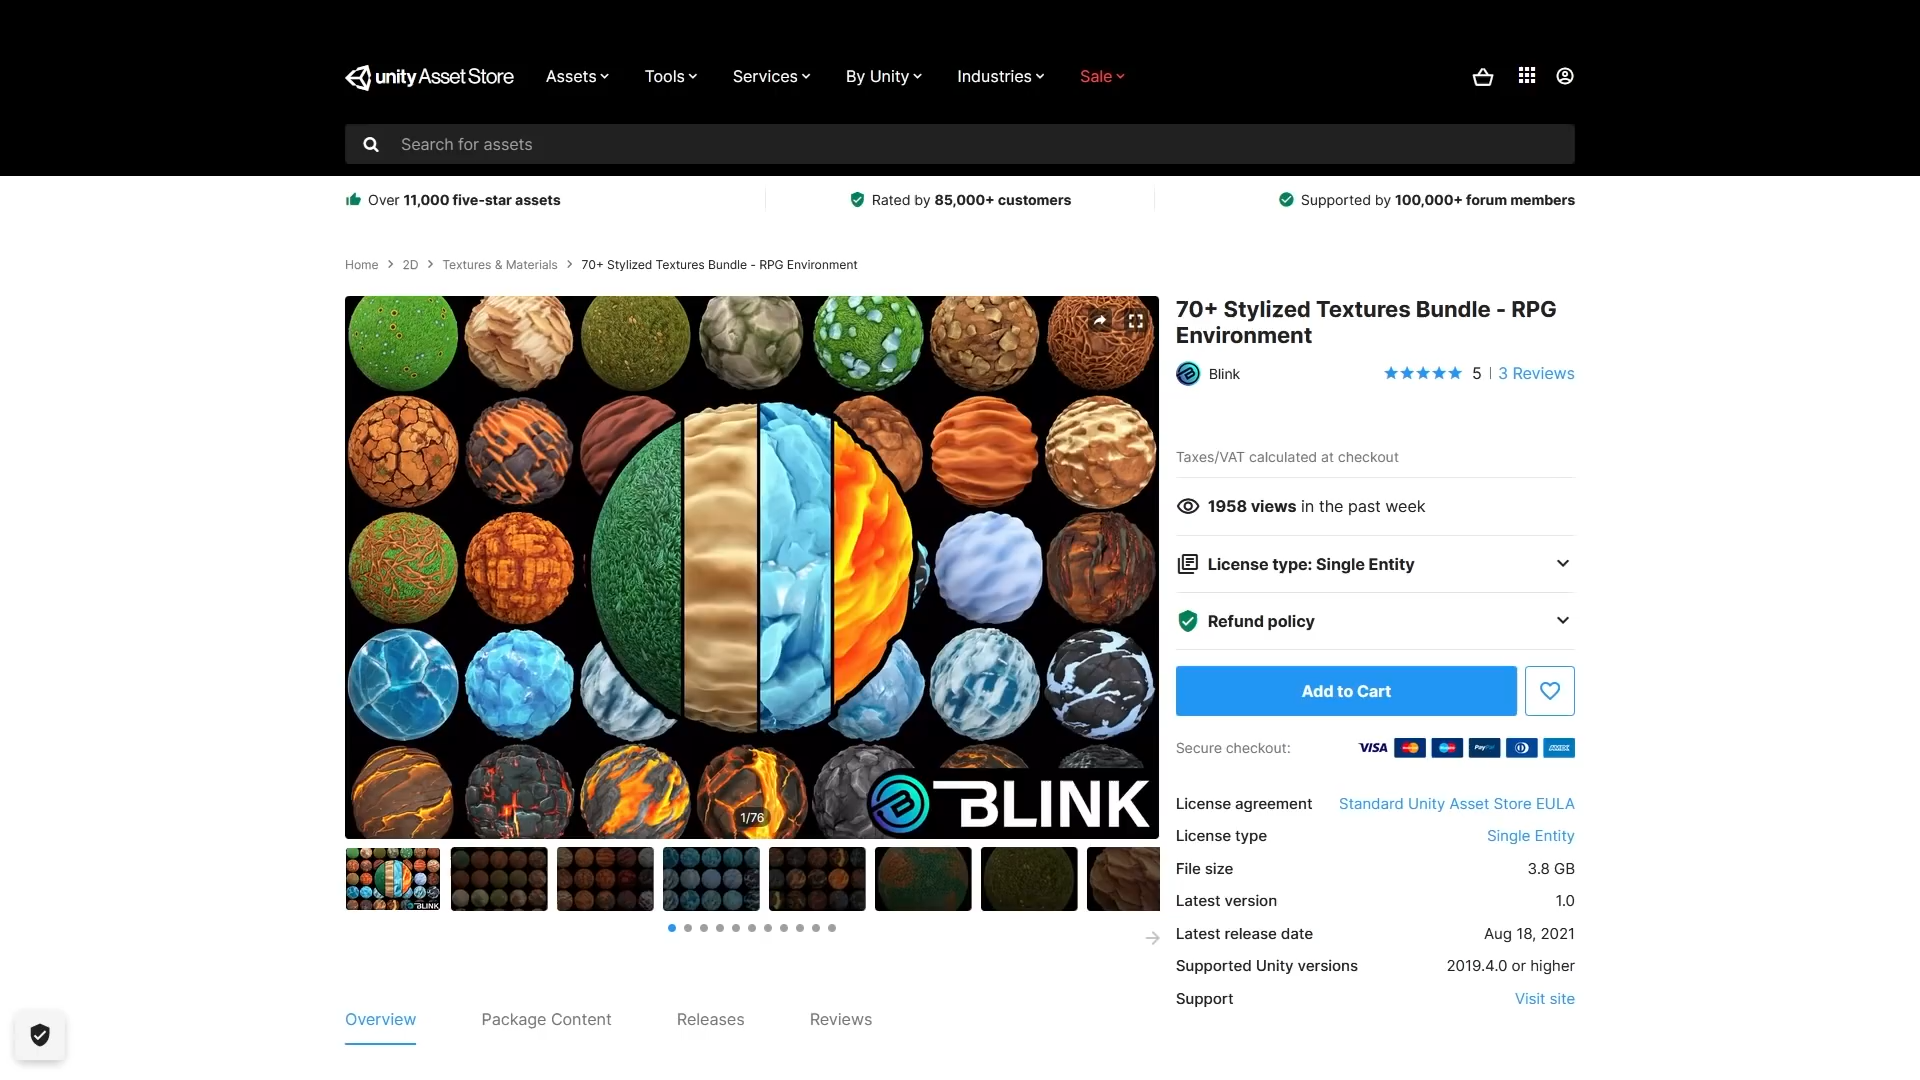 unity Asset Store
Assets
Tools
Services
By Unity
Industries
Sale
Search for assets
Over 11,000 five-star assets
Rated by 85,000+ customers
Supported by 100,000+ forum members
Home > 2D > Textures & Materials > 70+ Stylized Textures Bundle - RPG Environment
BLINK
1/76
BLINK
70+ Stylized Textures Bundle - RPG
Environment
Blink
5 | 3 Reviews
Taxes/VAT calculated at checkout
1958 views in the past week
License type: Single Entity
Refund policy
Add to Cart
Secure checkout:
VISA
PayPal
AMEX
License agreement Standard Unity Asset Store EULA
License type Single Entity
File size 3.8 GB
Latest version 1.0
Latest release date Aug 18, 2021
Supported Unity versions 2019.4.0 or higher
Support Visit site
Overview
Package Content
Releases
Reviews